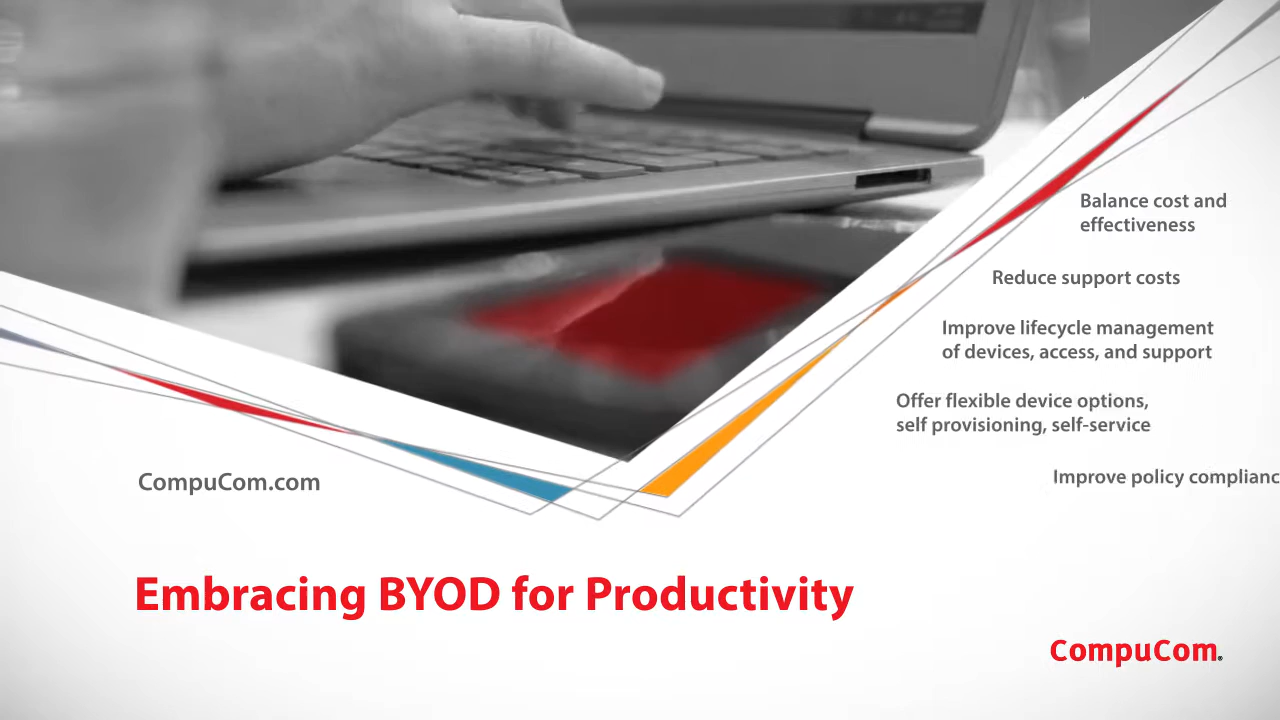 Balance cost and
effectiveness
Reduce support costs
Improve lifecycle management
of devices, access, and support
Offer flexible device options,
self provisioning, self-service
Improve policy complianc
CompuCom.com
Embracing BYOD for Productivity
CompuCom®